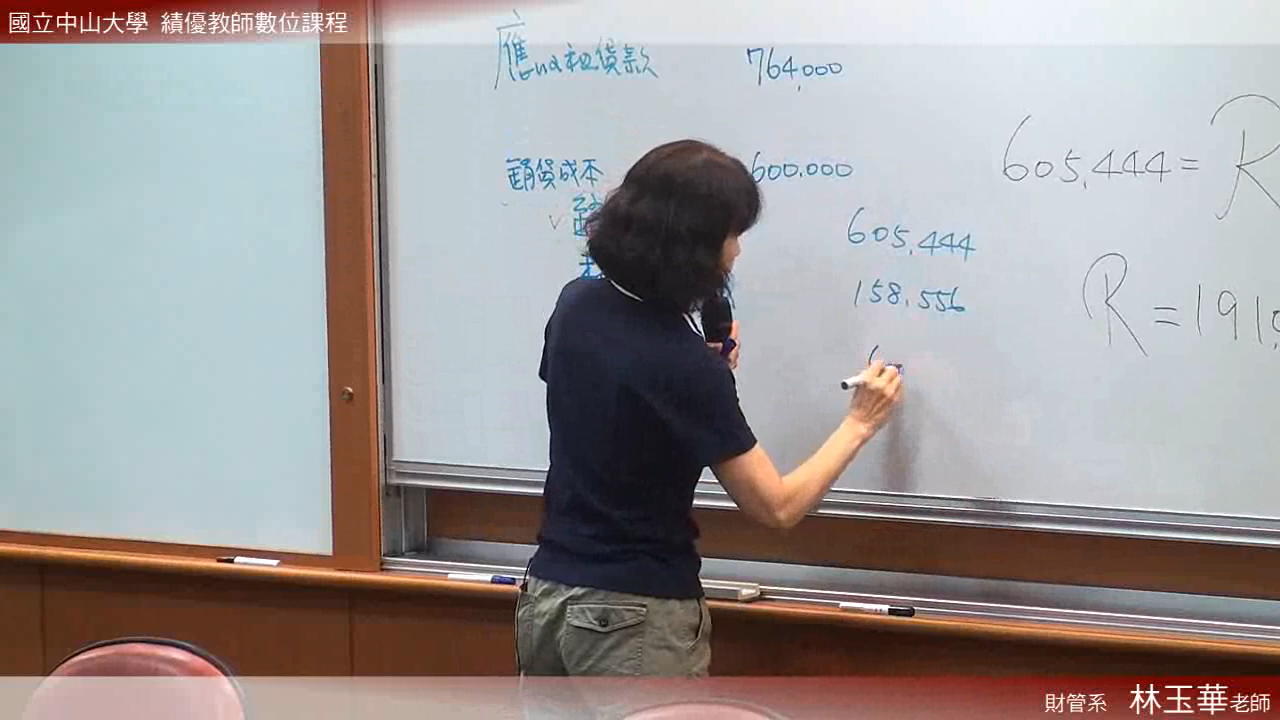 國立中山大學 績優教師數位課程
應收租賃款 764,000
銷貨成本 600,000
605,444
158,556
605,444 = R
R = 191,
財管系 林玉華老師